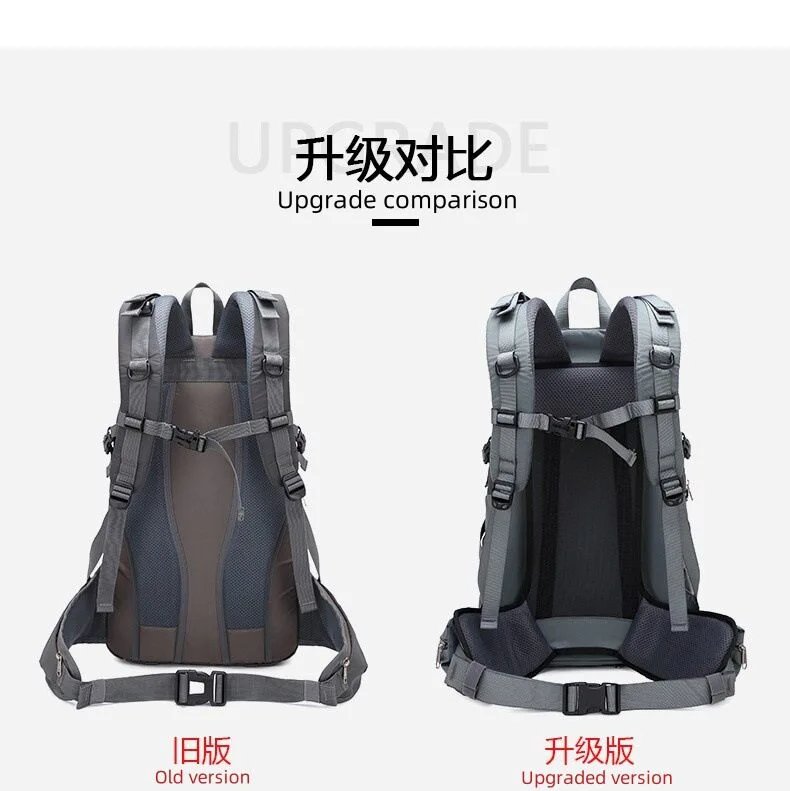 UPGRADE
升级对比
Upgrade comparison
旧版
Old version
升级版
Upgraded version